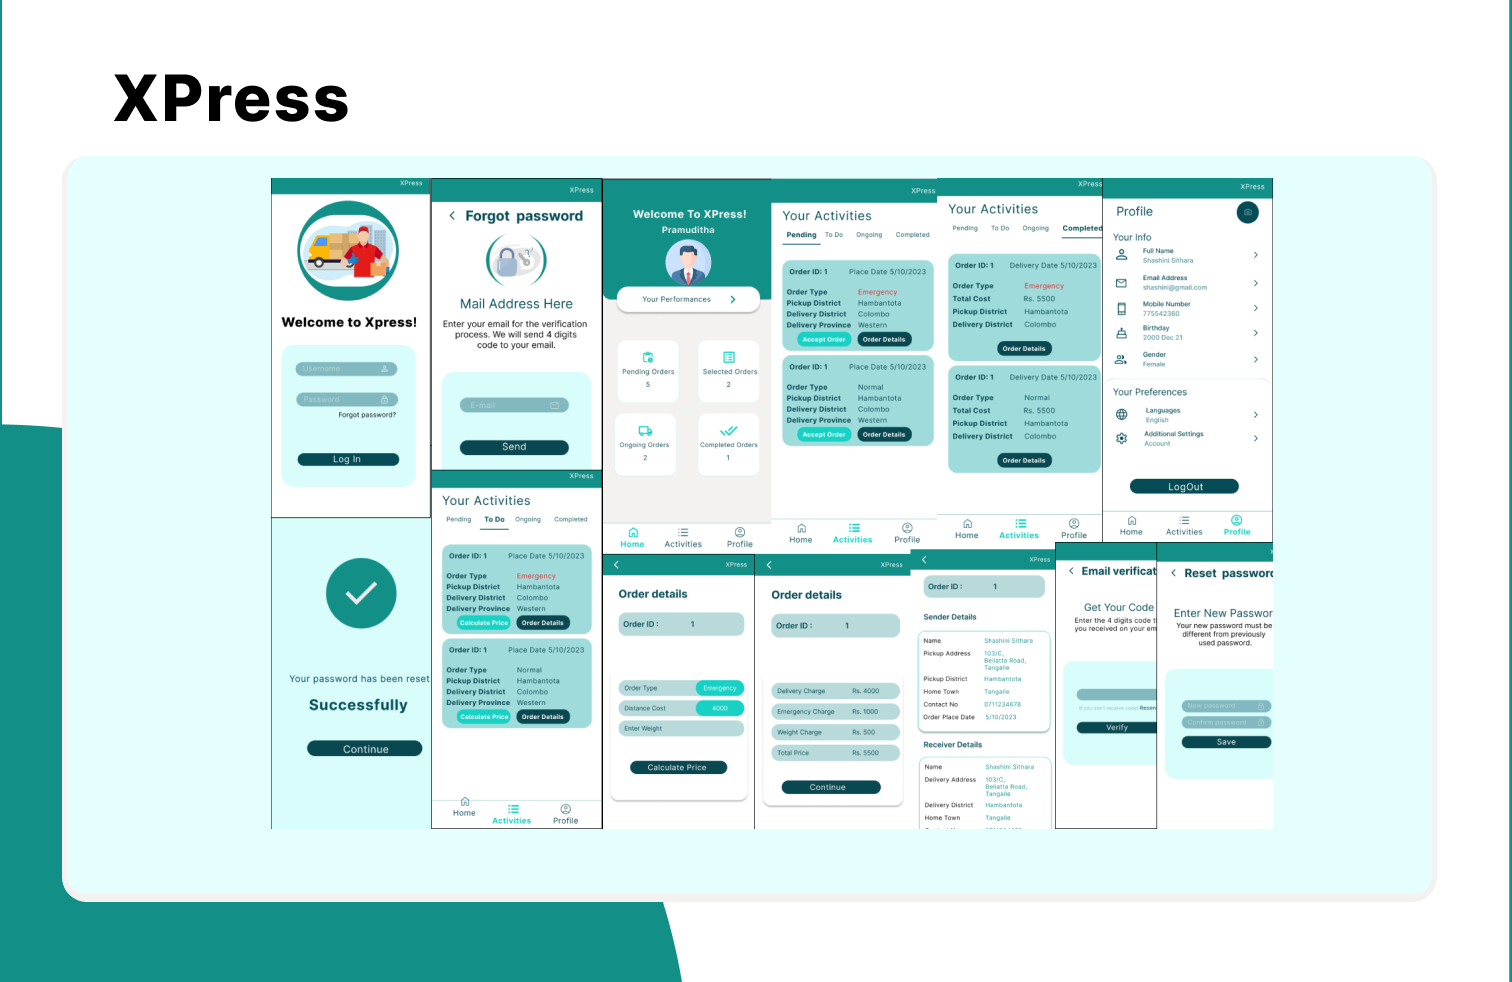 XPress
XPress
Welcome to Xpress!
Username
Password
Forgot password?
Log In
XPress
Forgot password
Mail Address Here
Enter your email for the verification
process. We will send 4 digits
code to your email.
E-mail
Send
Welcome To XPress!
Pramuditha
Your Performances
Pending Orders
5
Selected Orders
2
Ongoing Orders
2
Completed Orders
1
Home Activities Profile
XPress
Your Activities
Pending To Do Ongoing Completed
Order ID: 1 Place Date 5/10/2023
Order Type Emergency
Pickup District Hambantota
Delivery District Colombo
Delivery Province Western
Accept Order Order Details
Order ID: 1 Place Date 5/10/2023
Order Type Normal
Pickup District Hambantota
Delivery District Colombo
Delivery Province Western
Accept Order Order Details
Home Activities Profile
XPress
Your Activities
Pending To Do Ongoing Completed
Order ID: 1 Delivery Date 5/10/2023
Order Type Emergency
Total Cost Rs. 5500
Pickup District Hambantota
Delivery District Colombo
Order Details
Order ID: 1 Delivery Date 5/10/2023
Order Type Normal
Total Cost Rs. 5500
Pickup District Hambantota
Delivery District Colombo
Order Details
Home Activities Profile
XPress
Profile
Your Info
Full Name
Shashini Sithara
Email Address
shashini@gmail.com
Mobile Number
775542360
Birthday
2000 Dec 21
Gender
Female
Your Preferences
Languages
English
Additional Settings
Account
LogOut
Home Activities Profile
Your password has been reset
Successfully
Continue
XPress
Your Activities
Pending To Do Ongoing Completed
Order ID: 1 Place Date 5/10/2023
Order Type Emergency
Pickup District Hambantota
Delivery District Colombo
Delivery Province Western
Calculate Price Order Details
Order ID: 1 Place Date 5/10/2023
Order Type Normal
Pickup District Hambantota
Delivery District Colombo
Delivery Province Western
Calculate Price Order Details
Home Activities Profile
XPress
Order details
Order ID : 1
Order Type Emergency
Distance Cost 4000
Enter Weight
Calculate Price
XPress
Order details
Order ID : 1
Delivery Charge Rs. 4000
Emergency Charge Rs. 1000
Weight Charge Rs. 500
Total Price Rs. 5500
Continue
XPress
Order ID : 1
Sender Details
Name Shashini Sithara
Pickup Address 103/C,
Beliatta Road,
Tangalle
Pickup District Hambantota
Home Town Tangalle
Contact No 0711234678
Order Place Date 5/10/2023
Receiver Details
Name Shashini Sithara
Delivery Address 103/C,
Beliatta Road,
Tangalle
Delivery District Hambantota
Home Town Tangalle
Email verificat
Get Your Code
Enter the 4 digits code t
you received on your em
If you don't receive code! Resen
Verify
Reset password
Enter New Passwor
Your new password must be
different from previously
used password.
New password
Confirm password
Save